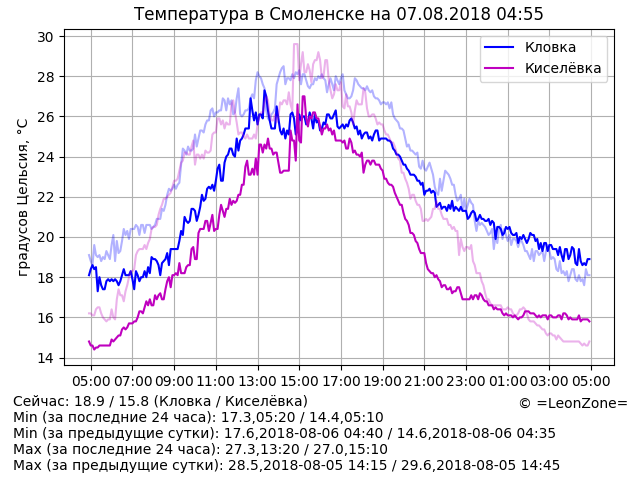 Температура в Смоленске на 07.08.2018 04:55
градусов Цельсия, °C
30
28
26
24
22
20
18
16
14
Кловка
Киселёвка
05:00 07:00 09:00 11:00 13:00 15:00 17:00 19:00 21:00 23:00 01:00 03:00 05:00
Сейчас: 18.9 / 15.8 (Кловка / Киселёвка)
© =LeonZone=
Min (за последние 24 часа): 17.3,05:20 / 14.4,05:10
Min (за предыдущие сутки): 17.6,2018-08-06 04:40 / 14.6,2018-08-06 04:35
Max (за последние 24 часа): 27.3,13:20 / 27.0,15:10
Max (за предыдущие сутки): 28.5,2018-08-05 14:15 / 29.6,2018-08-05 14:45